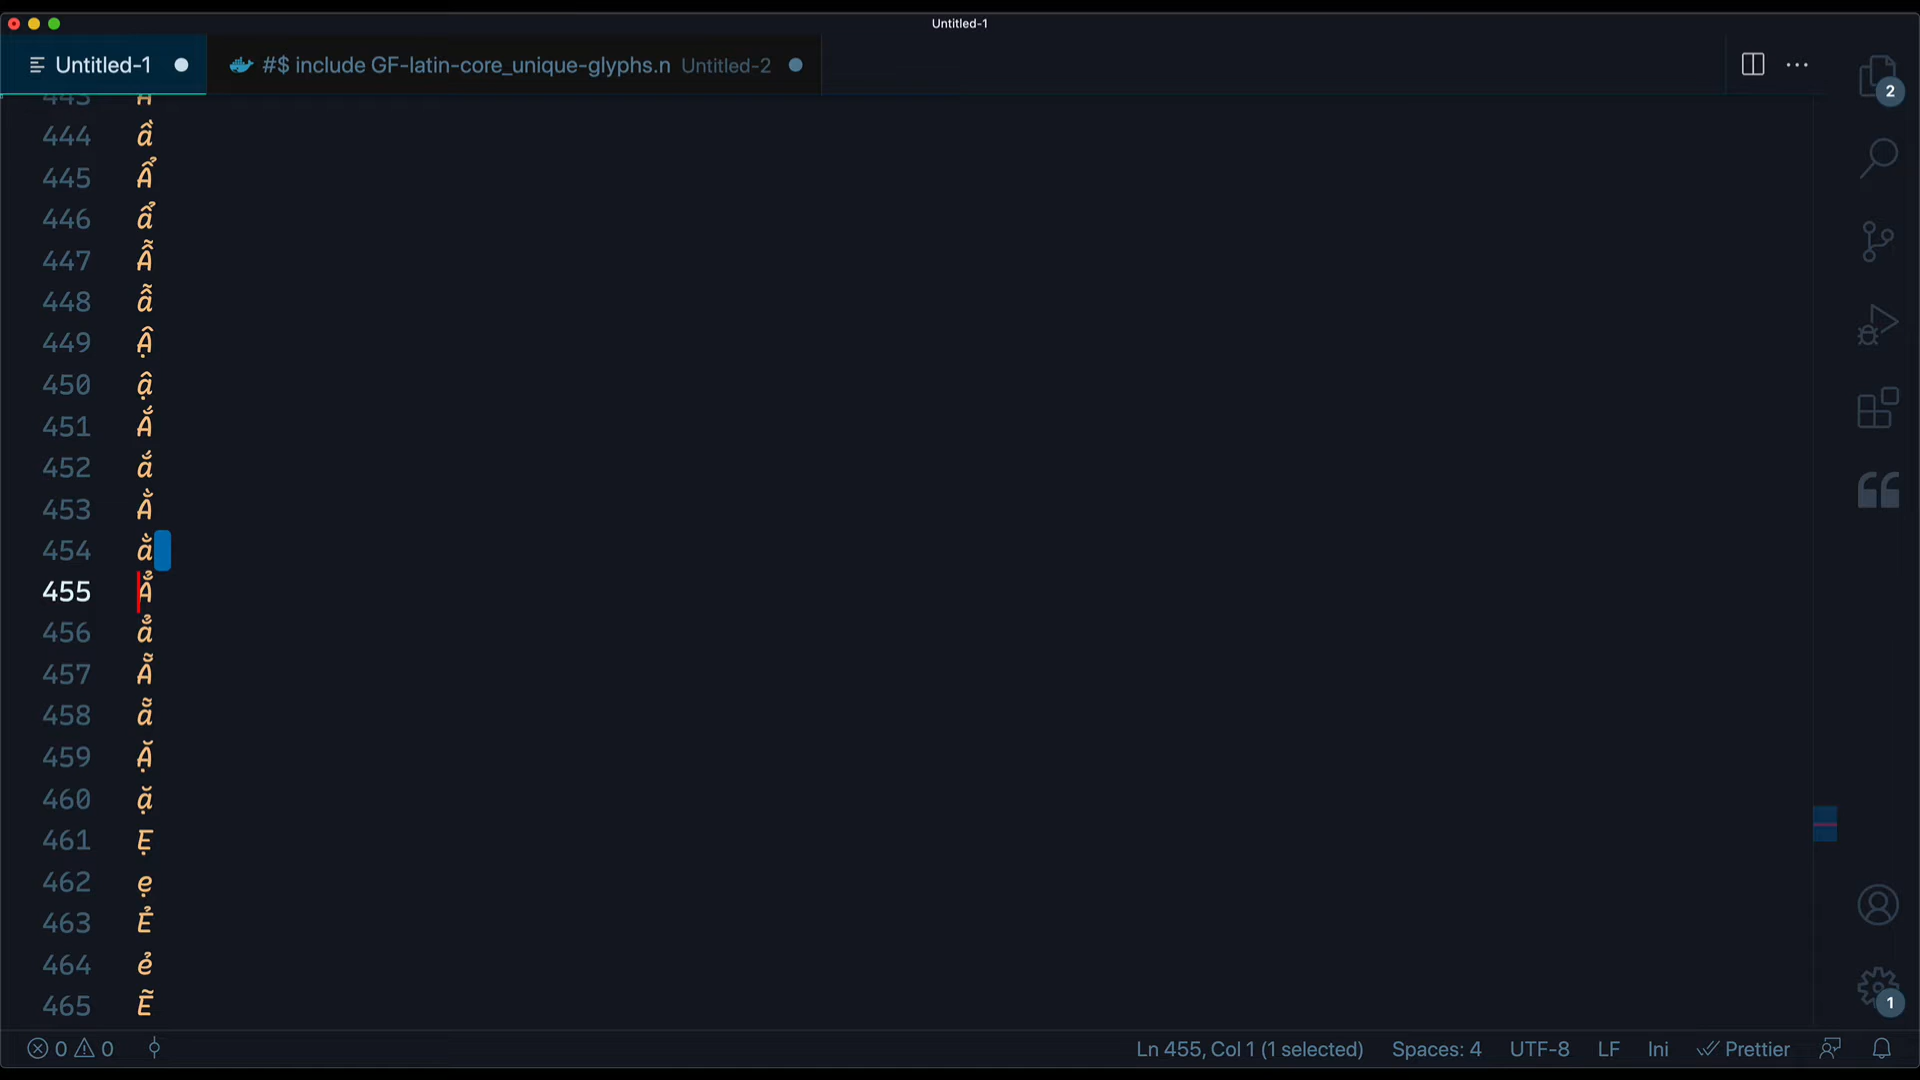 Untitled-1
Untitled-1
#$ include GF-latin-core_unique-glyphs.n Untitled-2
2
443
444 ầ
445 Ẩ
446 ẩ
447 Ẫ
448 ẫ
449 Ậ
450 ậ
451 Ắ
452 ắ
453 Ằ
454 ằ
455 Ẳ
456 ẳ
457 Ẵ
458 ẵ
459 Ặ
460 ặ
461 Ẹ
462 ẹ
463 Ẻ
464 ẻ
465 Ẽ
1
0 0 Ln 455, Col 1 (1 selected) Spaces: 4 UTF-8 LF Ini Prettier